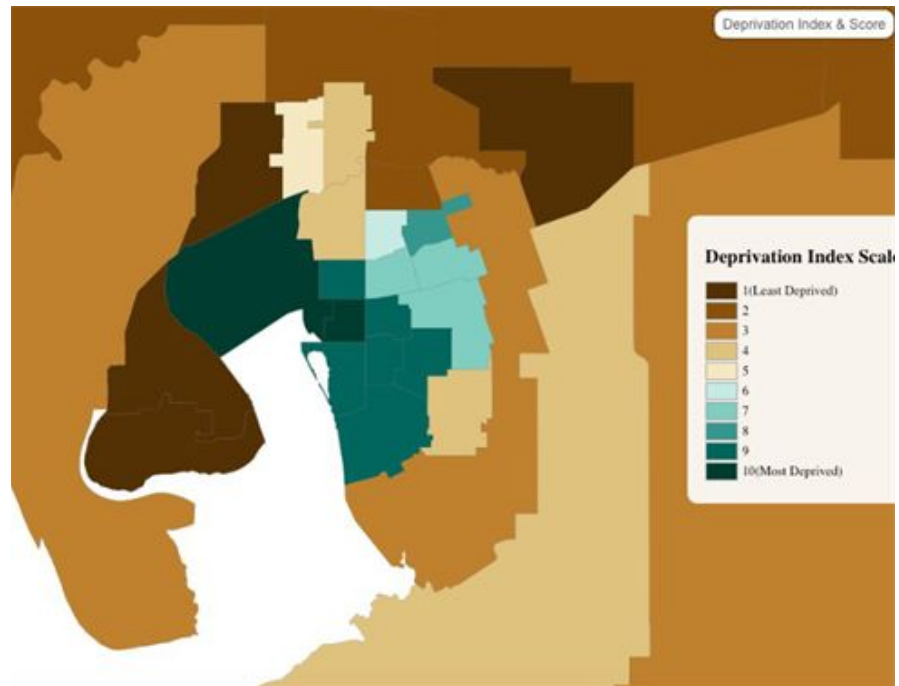 Deprivation Index & Score
Deprivation Index Scale
1(Least Deprived)
2
3
4
5
6
7
8
9
10(Most Deprived)